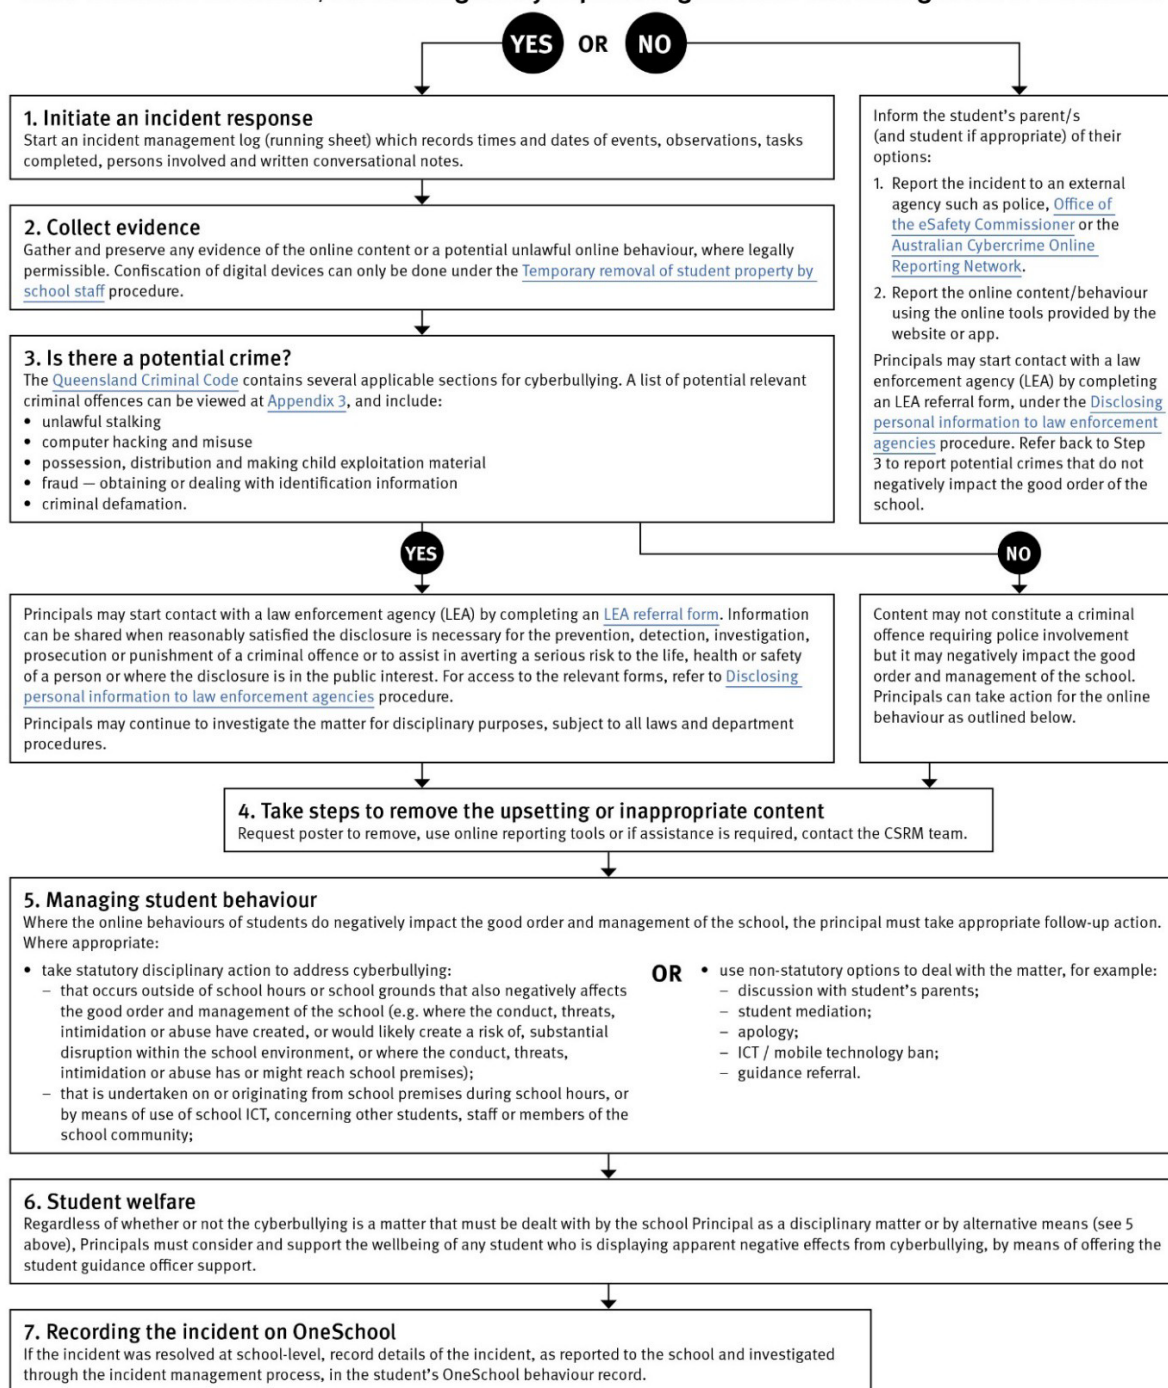 YES OR NO
1. Initiate an incident response
Start an incident management log (running sheet) which records times and dates of events, observations, tasks
completed, persons involved and written conversational notes.
2. Collect evidence
Gather and preserve any evidence of the online content or a potential unlawful online behaviour, where legally
permissible. Confiscation of digital devices can only be done under the Temporary removal of student property by
school staff procedure.
3. Is there a potential crime?
The Queensland Criminal Code contains several applicable sections for cyberbullying. A list of potential relevant
criminal offences can be viewed at Appendix 3, and include:
• unlawful stalking
• computer hacking and misuse
• possession, distribution and making child exploitation material
• fraud — obtaining or dealing with identification information
• criminal defamation.
Inform the student's parent/s
(and student if appropriate) of their
options:
1. Report the incident to an external
agency such as police, Office of
the eSafety Commissioner or the
Australian Cybercrime Online
Reporting Network.
2. Report the online content/behaviour
using the online tools provided by the
website or app.
Principals may start contact with a law
enforcement agency (LEA) by completing
an LEA referral form, under the Disclosing
personal information to law enforcement
agencies procedure. Refer back to Step
3 to report potential crimes that do not
negatively impact the good order of the
school.
YES
NO
Principals may start contact with a law enforcement agency (LEA) by completing an LEA referral form. Information
can be shared when reasonably satisfied the disclosure is necessary for the prevention, detection, investigation,
prosecution or punishment of a criminal offence or to assist in averting a serious risk to the life, health or safety
of a person or where the disclosure is in the public interest. For access to the relevant forms, refer to Disclosing
personal information to law enforcement agencies procedure.
Principals may continue to investigate the matter for disciplinary purposes, subject to all laws and department
procedures.
Content may not constitute a criminal
offence requiring police involvement
but it may negatively impact the good
order and management of the school.
Principals can take action for the online
behaviour as outlined below.
4. Take steps to remove the upsetting or inappropriate content
Request poster to remove, use online reporting tools or if assistance is required, contact the CSRM team.
5. Managing student behaviour
Where the online behaviours of students do negatively impact the good order and management of the school, the principal must take appropriate follow-up action.
Where appropriate:
• take statutory disciplinary action to address cyberbullying:
– that occurs outside of school hours or school grounds that also negatively affects
the good order and management of the school (e.g. where the conduct, threats,
intimidation or abuse have created, or would likely create a risk of, substantial
disruption within the school environment, or where the conduct, threats,
intimidation or abuse has or might reach school premises);
– that is undertaken on or originating from school premises during school hours, or
by means of use of school ICT, concerning other students, staff or members of the
school community;
OR
• use non-statutory options to deal with the matter, for example:
– discussion with student's parents;
– student mediation;
– apology;
– ICT / mobile technology ban;
– guidance referral.
6. Student welfare
Regardless of whether or not the cyberbullying is a matter that must be dealt with by the school Principal as a disciplinary matter or by alternative means (see 5
above), Principals must consider and support the wellbeing of any student who is displaying apparent negative effects from cyberbullying, by means of offering the
student guidance officer support.
7. Recording the incident on OneSchool
If the incident was resolved at school-level, record details of the incident, as reported to the school and investigated
through the incident management process, in the student's OneSchool behaviour record.